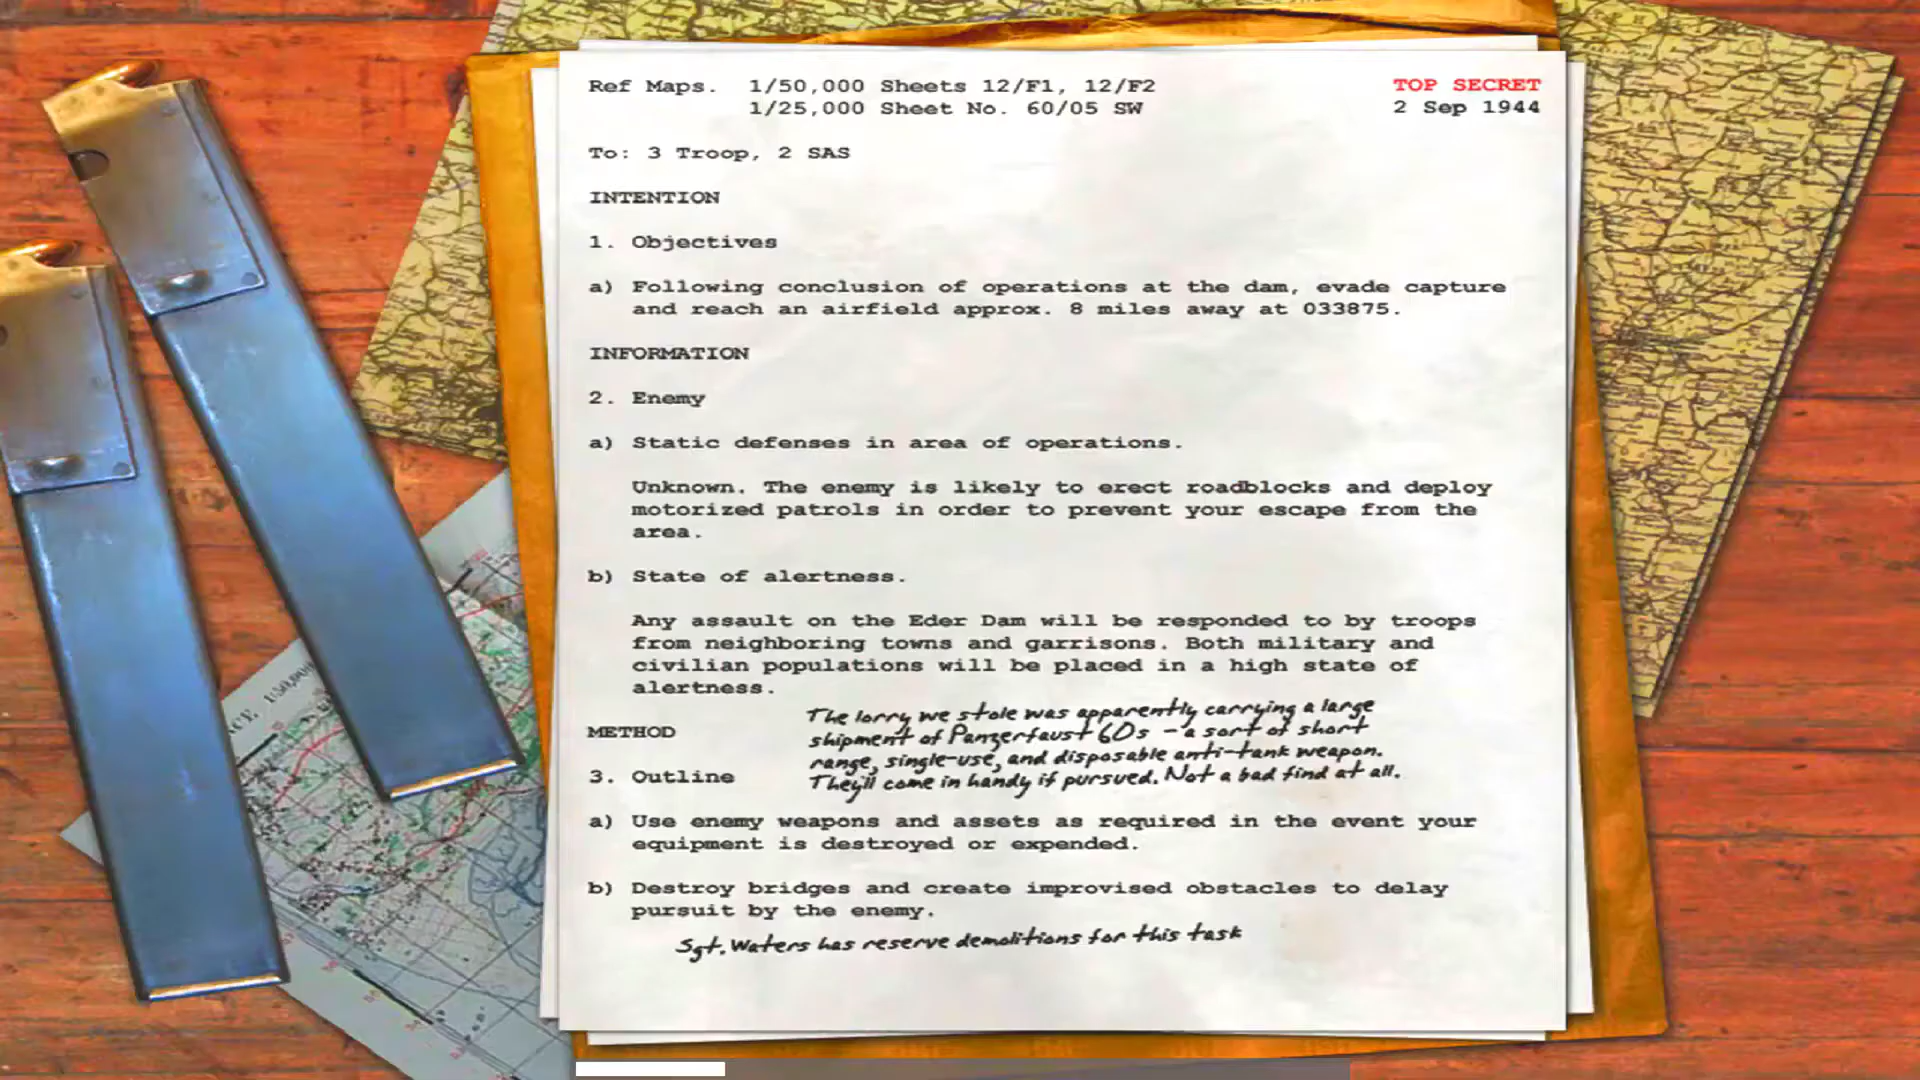 Ref Maps. 1/50,000 Sheets 12/F1, 12/F2
1/25,000 Sheet No. 60/05 SW
TOP SECRET
2 Sep 1944
To: 3 Troop, 2 SAS
INTENTION
1. Objectives
a) Following conclusion of operations at the dam, evade capture
and reach an airfield approx. 8 miles away at 033875.
INFORMATION
2. Enemy
a) Static defenses in area of operations.
Unknown. The enemy is likely to erect roadblocks and deploy
motorized patrols in order to prevent your escape from the
area.
b) State of alertness.
Any assault on the Eder Dam will be responded to by troops
from neighboring towns and garrisons. Both military and
civilian populations will be placed in a high state of
alertness.
The lorry we stole was apparently carrying a large
shipment of Panzerfaust 60s - a sort of short
range, single-use, and disposable anti-tank weapon.
They'll come in handy if pursued. Not a bad find at all.
METHOD
3. Outline
a) Use enemy weapons and assets as required in the event your
equipment is destroyed or expended.
b) Destroy bridges and create improvised obstacles to delay
pursuit by the enemy.
Sgt. Waters has reserve demolitions for this task